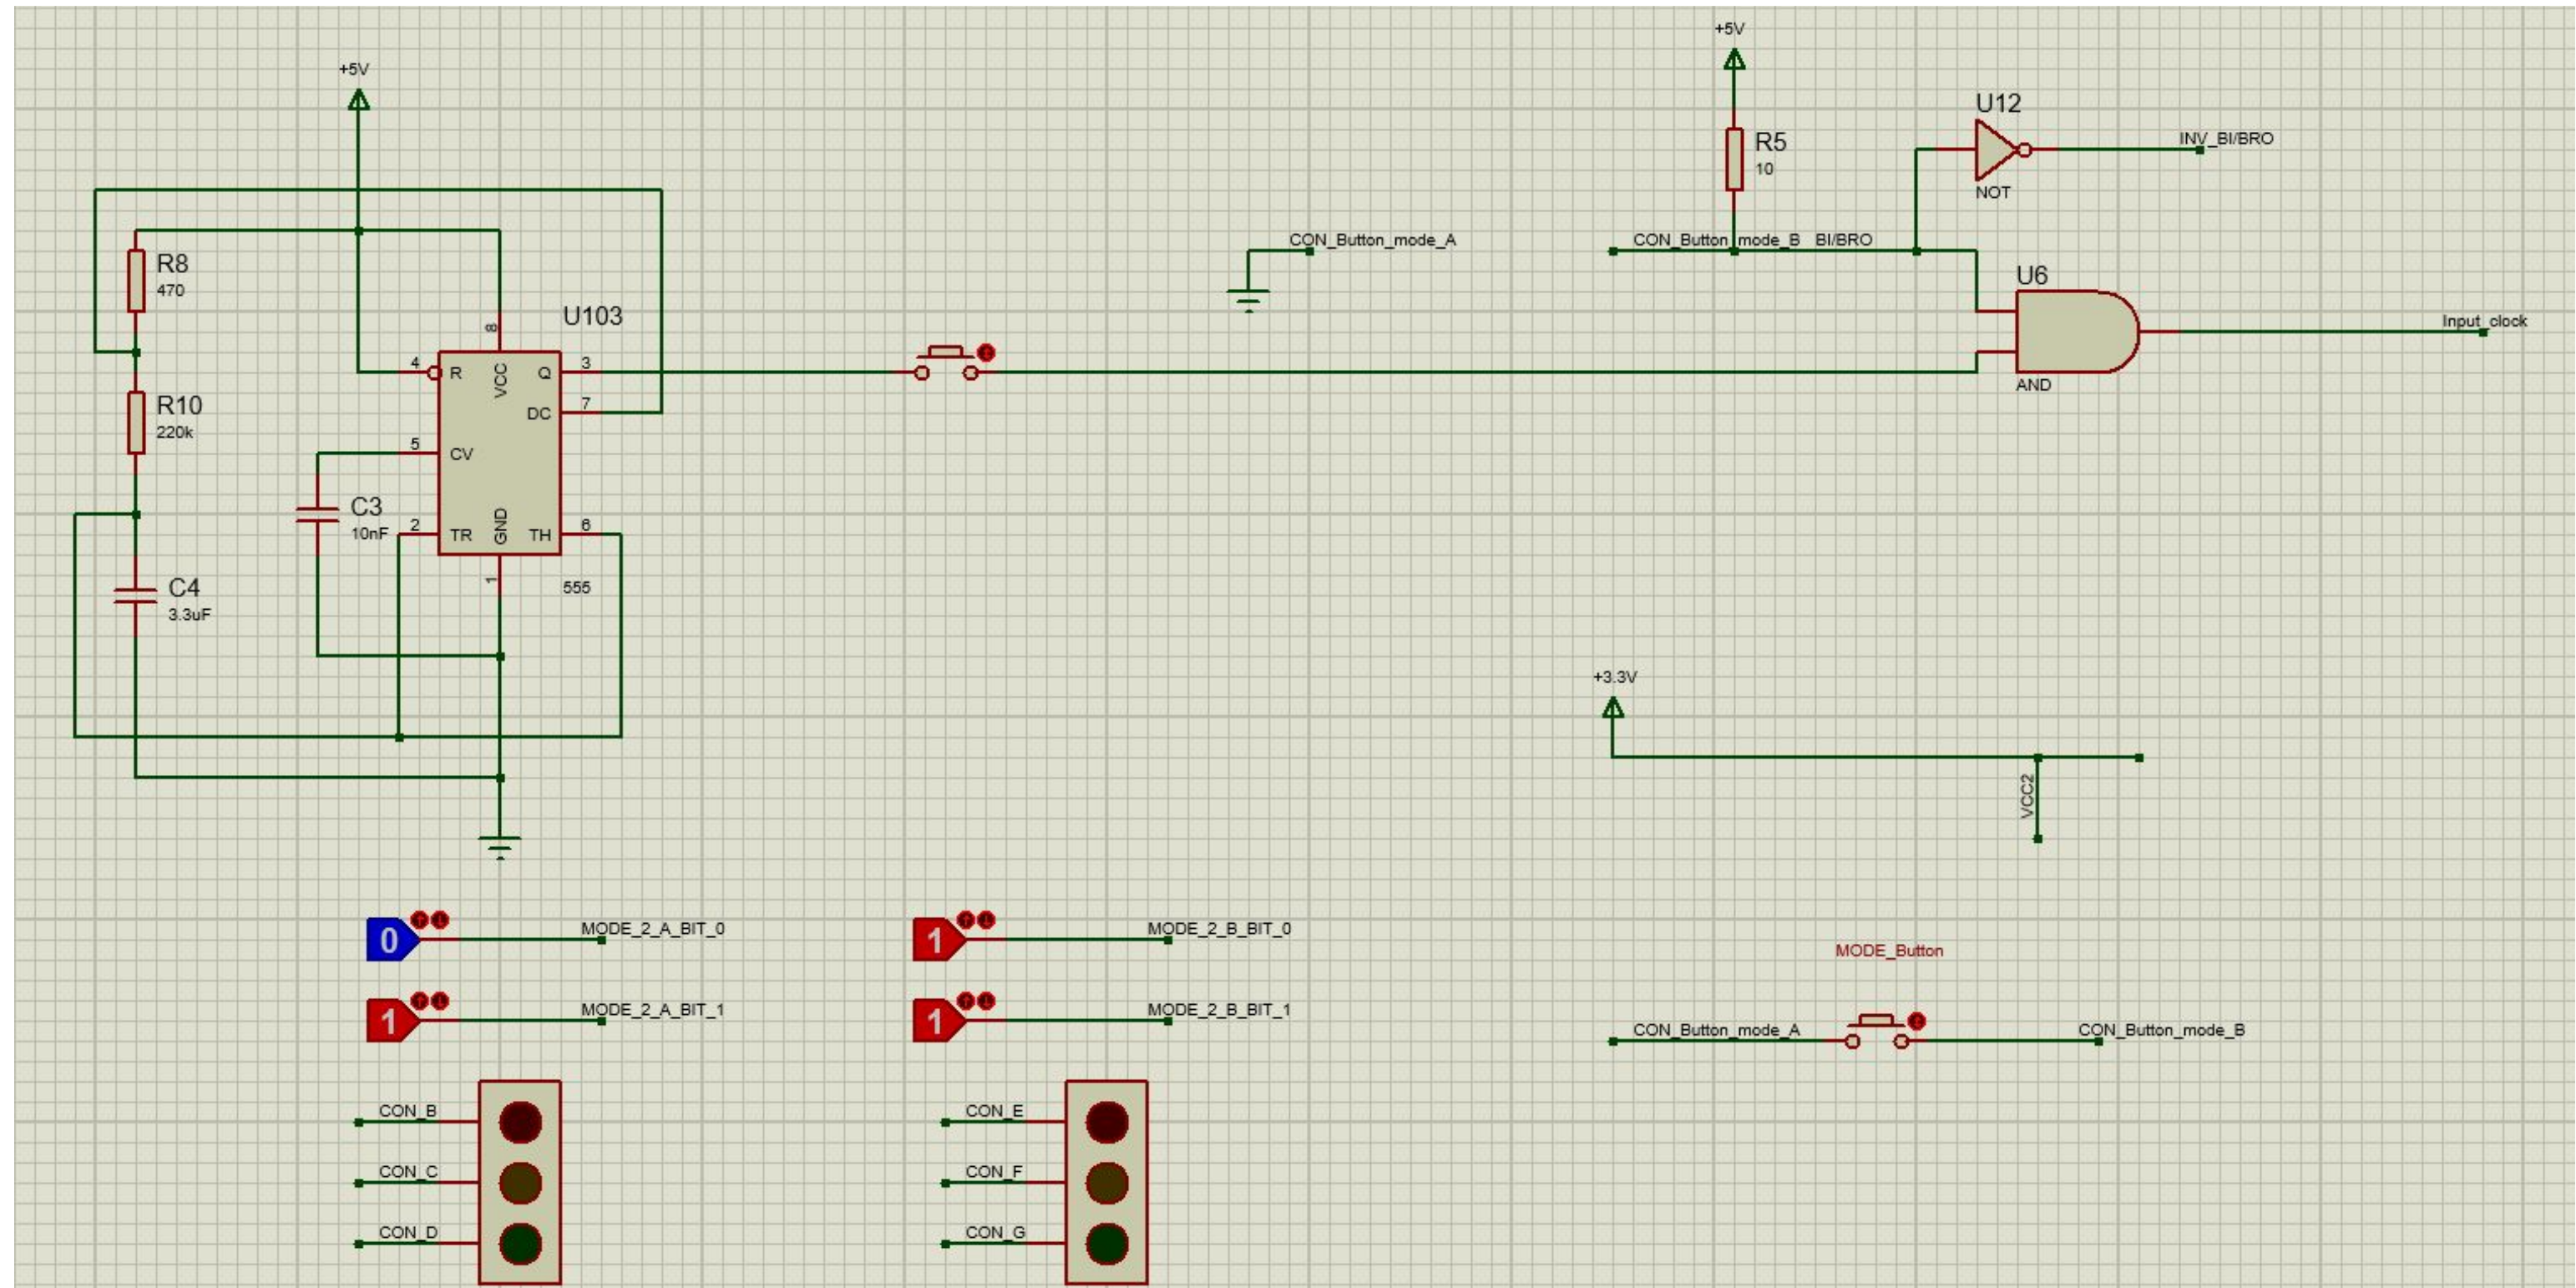 +5V
+5V
U12
R5
10
INV_BI/BRO
NOT
CON_Button_mode_A
CON_Button_mode_B
BI/BRO
R8
470
U6
U103
Input_clock
8
4
R
VCC
Q
3
AND
DC
7
R10
220k
5
CV
C3
10nF
2
TR
GND
TH
6
1
555
C4
3.3uF
+3.3V
VCC2
0
MODE_2_A_BIT_0
1
MODE_2_B_BIT_0
MODE_Button
1
MODE_2_A_BIT_1
1
MODE_2_B_BIT_1
CON_Button_mode_A
CON_Button_mode_B
CON_B
CON_E
CON_C
CON_F
CON_D
CON_G